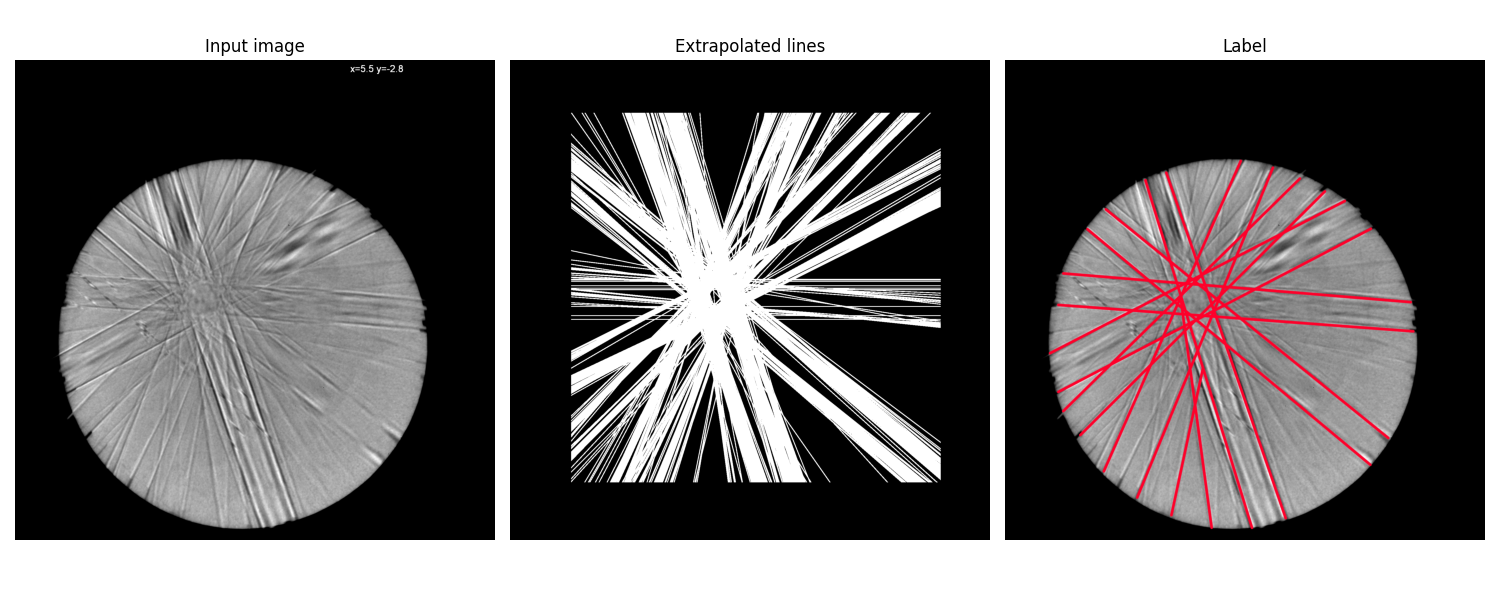 Input image
Extrapolated lines
Label
x=5.5 y=-2.8